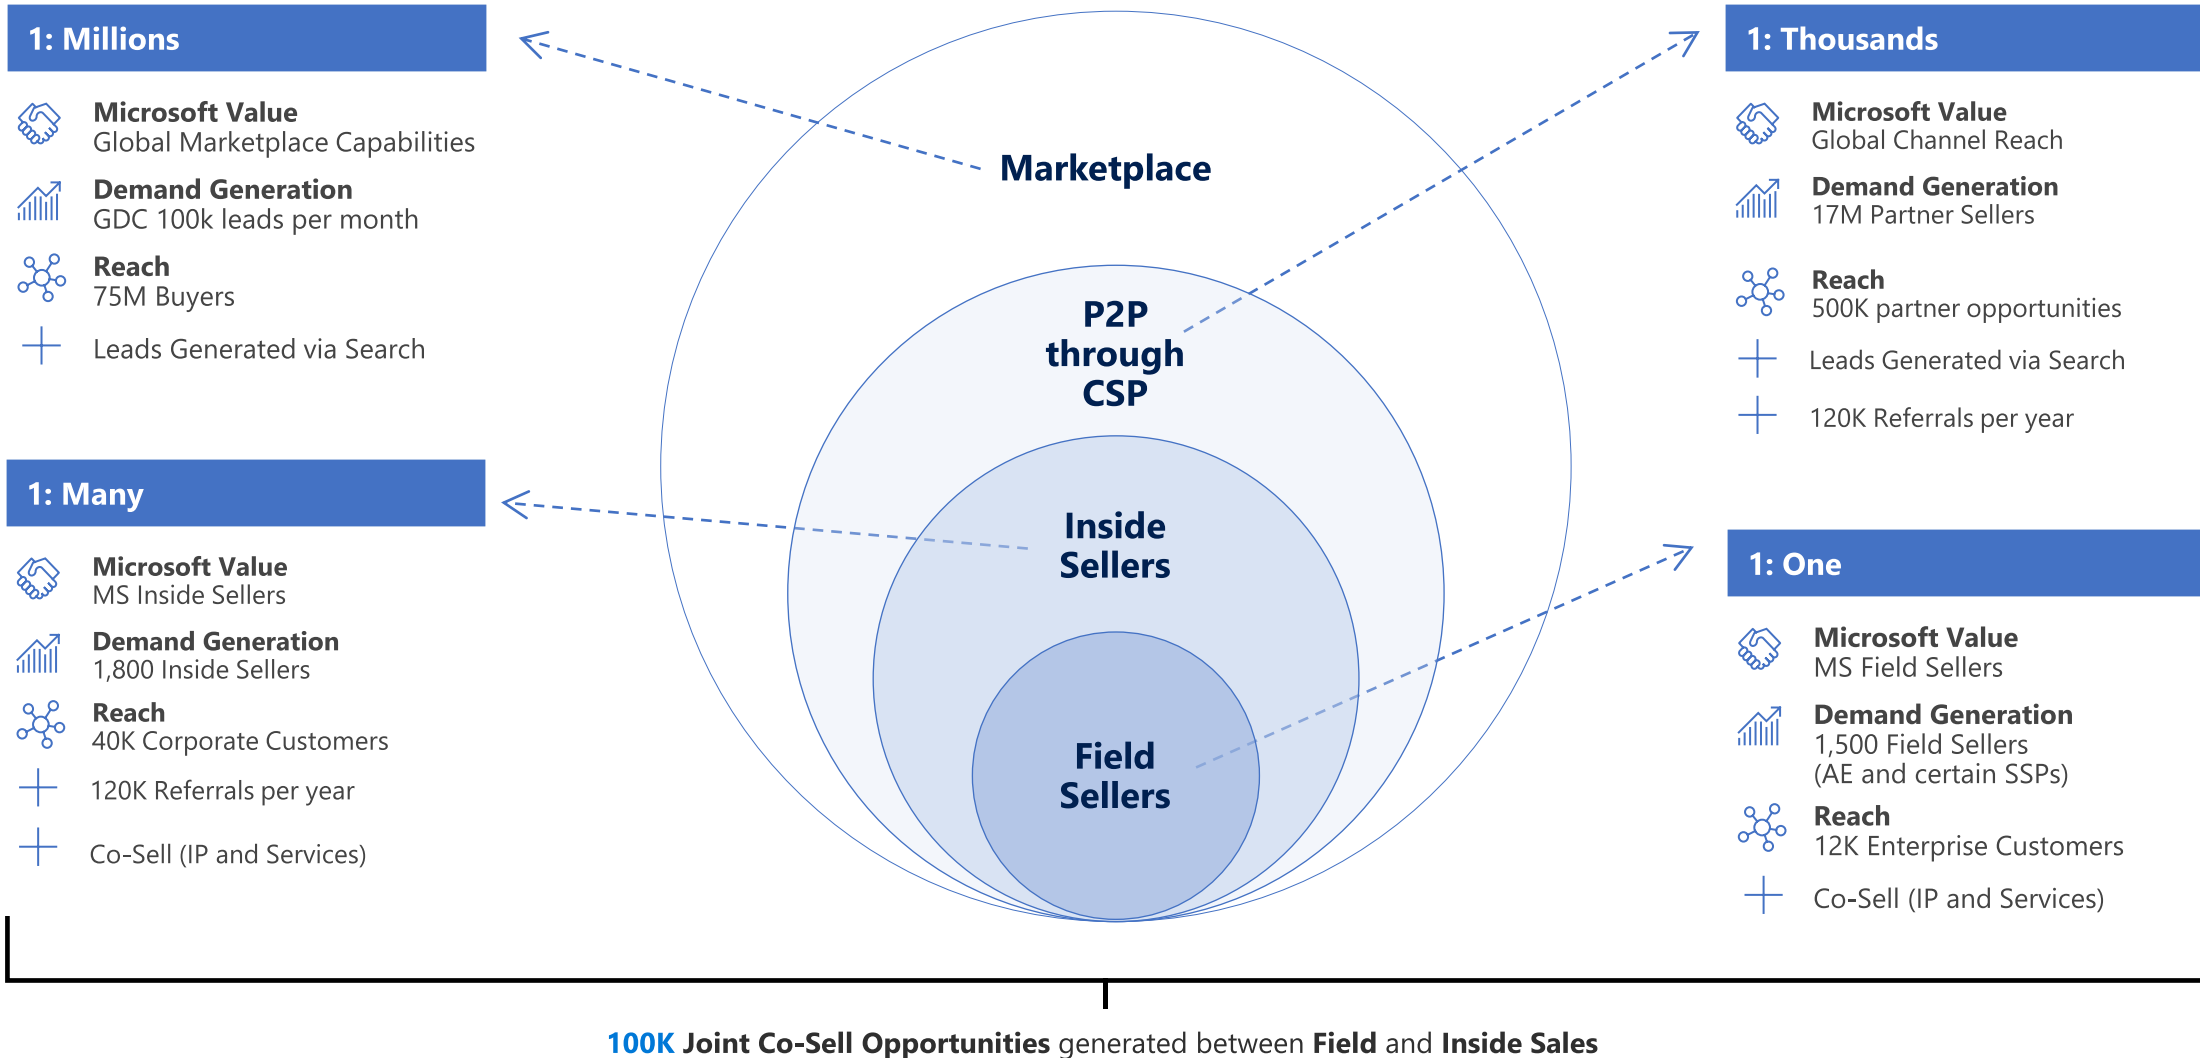 1: Millions
Microsoft Value
Global Marketplace Capabilities
Demand Generation
GDC 100k leads per month
Reach
75M Buyers
Leads Generated via Search
1: Many
Microsoft Value
MS Inside Sellers
Demand Generation
1,800 Inside Sellers
Reach
40K Corporate Customers
120K Referrals per year
Co-Sell (IP and Services)
Marketplace
P2P
through
CSP
Inside
Sellers
Field
Sellers
1: Thousands
Microsoft Value
Global Channel Reach
Demand Generation
17M Partner Sellers
Reach
500K partner opportunities
Leads Generated via Search
120K Referrals per year
1: One
Microsoft Value
MS Field Sellers
Demand Generation
1,500 Field Sellers
(AE and certain SSPs)
Reach
12K Enterprise Customers
Co-Sell (IP and Services)
100K Joint Co-Sell Opportunities generated between Field and Inside Sales